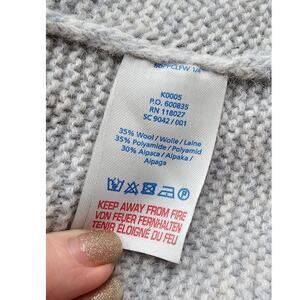 K0005
P.O. 600835
RN 118027
SC 9042 / 001
35% Wool / Wolle / Laine
35% Polyamide / Polyamid
30% Alpaca / Alpaka /
Alpaga
KEEP AWAY FROM FIRE
VON FEUER FERNHALTEN
TENIR ÉLOIGNÉ DU FEU